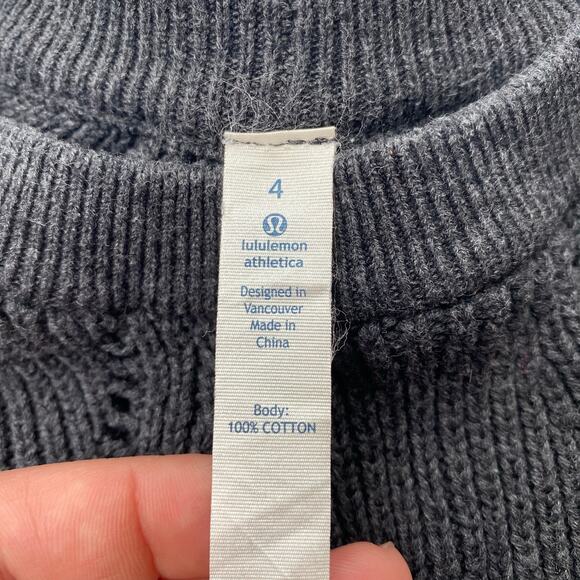 4
lululemon
athletica
Designed in
Vancouver
Made in
China
Body:
100% COTTON